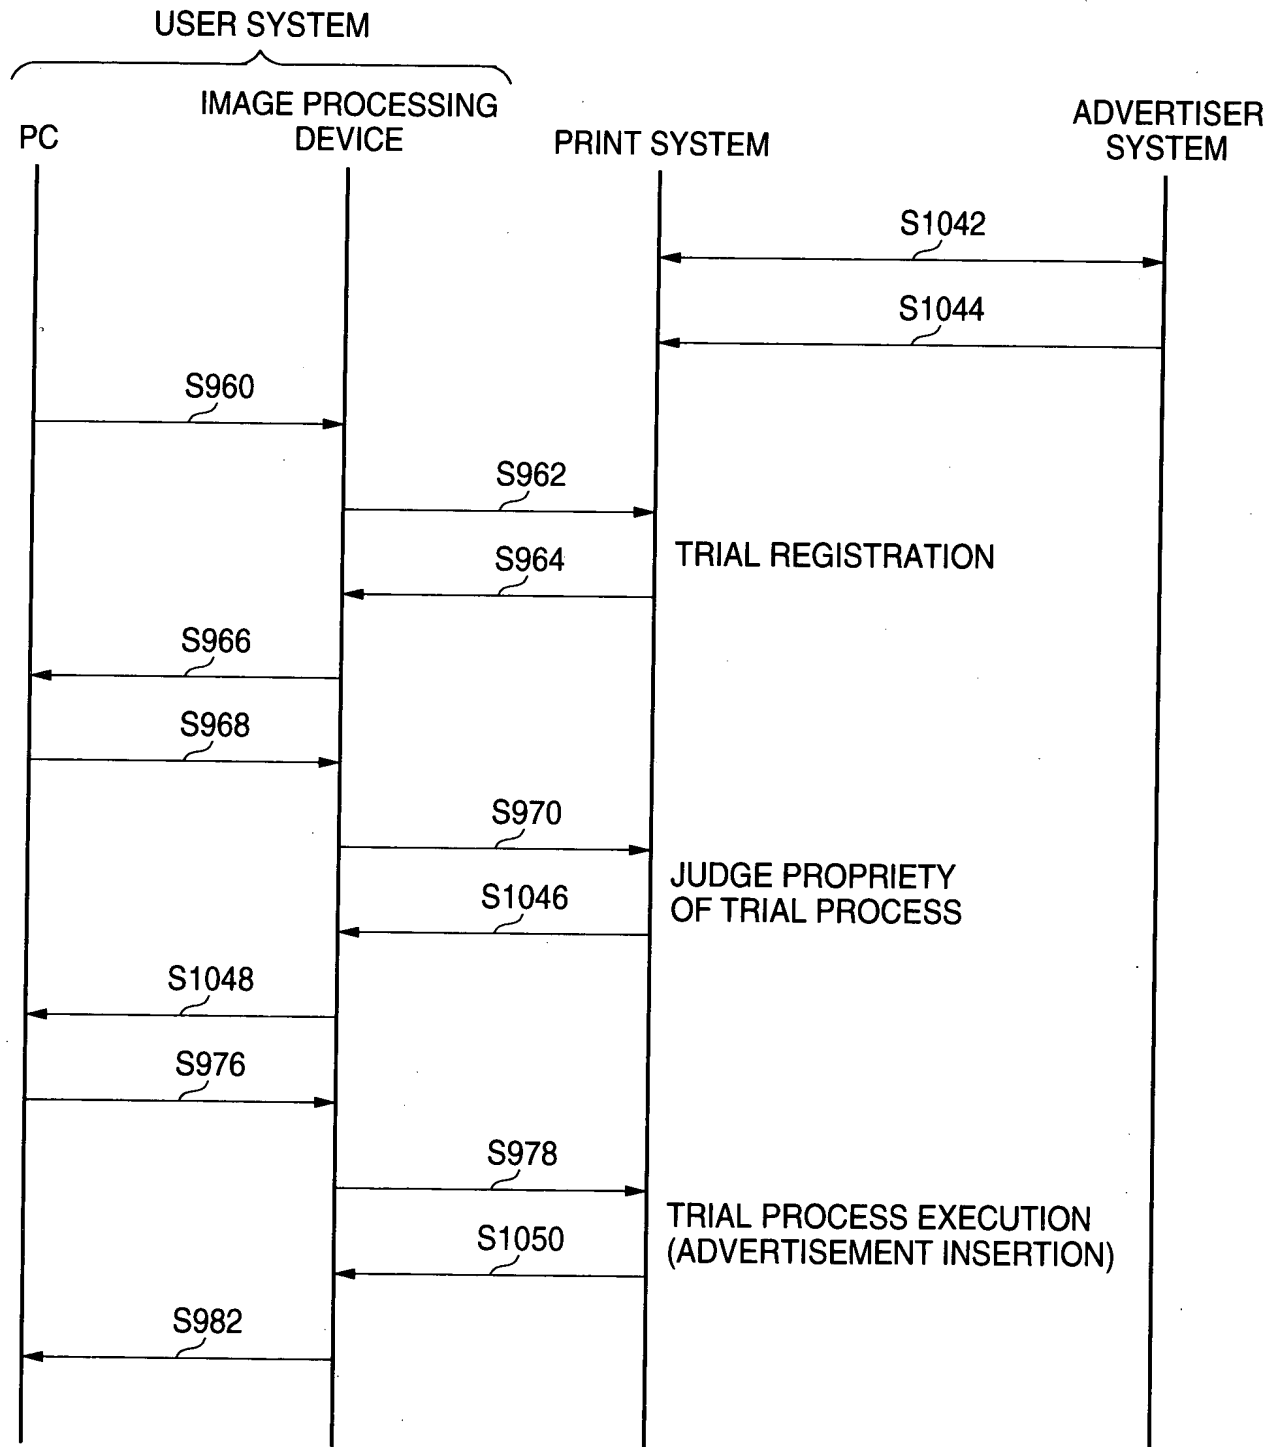 USER SYSTEM
PC
IMAGE PROCESSING
DEVICE
PRINT SYSTEM
ADVERTISER
SYSTEM
S1042
S1044
S960
S962
TRIAL REGISTRATION
S964
S966
S968
S970
JUDGE PROPRIETY
OF TRIAL PROCESS
S1046
S1048
S976
S978
TRIAL PROCESS EXECUTION
(ADVERTISEMENT INSERTION)
S1050
S982